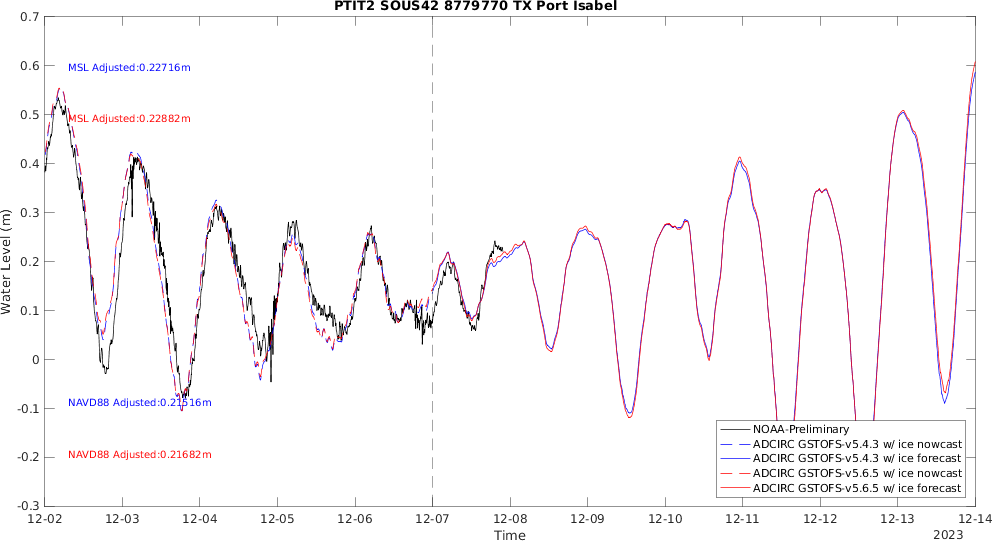 PTIT2 SOUS42 8779770 TX Port Isabel
0.7
0.6
0.5
0.4
0.3
0.2
0.1
0
-0.1
-0.2
-0.3
Water Level (m)
MSL Adjusted:0.22716m
MSL Adjusted:0.22882m
NAVD88 Adjusted:0.21516m
NAVD88 Adjusted:0.21682m
NOAA-Preliminary
ADCIRC GSTOFS-v5.4.3 w/ ice nowcast
ADCIRC GSTOFS-v5.4.3 w/ ice forecast
ADCIRC GSTOFS-v5.6.5 w/ ice nowcast
ADCIRC GSTOFS-v5.6.5 w/ ice forecast
12-02 12-03 12-04 12-05 12-06 12-07 12-08 12-09 12-10 12-11 12-12 12-13 12-14
Time
2023